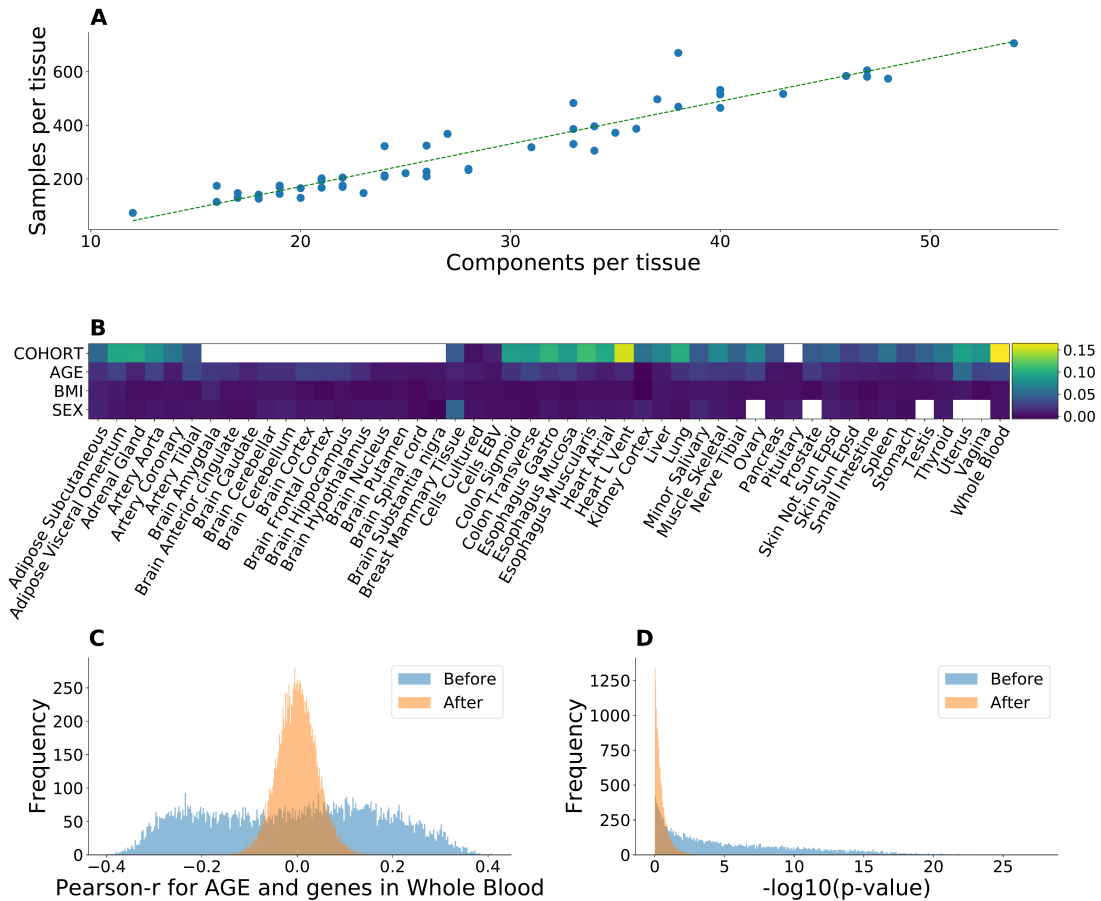 A
Samples per tissue
600
400
200
10
20
30
40
50
Components per tissue
B
COHORT
AGE
BMI
SEX
0.15
0.10
0.05
0.00
Adipose Subcutaneous
Adipose Visceral Omentum
Adrenal Gland
Artery Aorta
Artery Coronary
Artery Tibial
Brain Amygdala
Brain Anterior cingulate
Brain Caudate
Brain Cerebellar
Brain Cerebellum
Brain Cortex
Brain Frontal Cortex
Brain Hippocampus
Brain Hypothalamus
Brain Nucleus
Brain Putamen
Brain Spinal cord
Brain Substantia nigra
Breast Mammary Tissue
Cells Cultured
Cells EBV
Colon Sigmoid
Colon Transverse
Esophagus Gastro
Esophagus Mucosa
Esophagus Muscularis
Heart Atrial
Heart L Vent
Kidney Cortex
Liver
Lung
Minor Salivary
Muscle Skeletal
Nerve Tibial
Ovary
Pancreas
Pituitary
Prostate
Skin Not Sun Epsd
Skin Sun Epsd
Small Intestine
Spleen
Stomach
Testis
Thyroid
Uterus
Vagina
Whole Blood
C
Frequency
250
200
150
100
50
0
−0.4
−0.2
0.0
0.2
0.4
Pearson-r for AGE and genes in Whole Blood
Before
After
D
Frequency
1250
1000
750
500
250
0
0
5
10
15
20
25
-log10(p-value)
Before
After